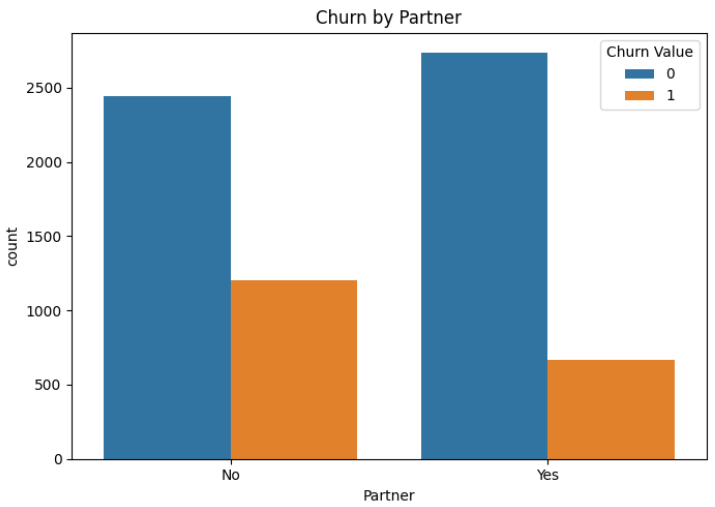 Churn by Partner
Churn Value
0
1
count
2500
2000
1500
1000
500
0
No
Yes
Partner